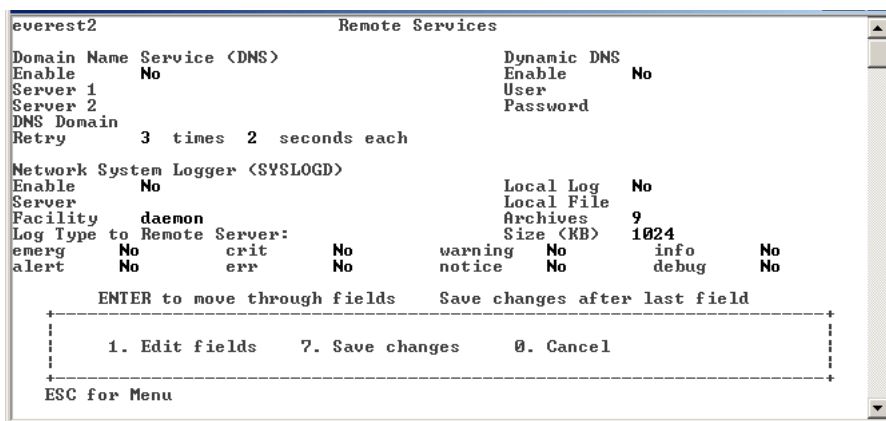 everest2                      Remote Services
Domain Name Service (DNS)                     Dynamic DNS
Enable      No                                Enable      No
Server 1                                      User
Server 2                                      Password
DNS Domain
Retry       3  times  2  seconds each
Network System Logger (SYSLOGD)
Enable      No                                Local Log   No
Server                                        Local File
Facility    daemon                            Archives    9
Log Type to Remote Server:                    Size (KB)   1024
emerg     No        crit      No        warning   No        info      No
alert     No        err       No        notice    No        debug     No
ENTER to move through fields    Save changes after last field
1. Edit fields    7. Save changes     0. Cancel
ESC for Menu